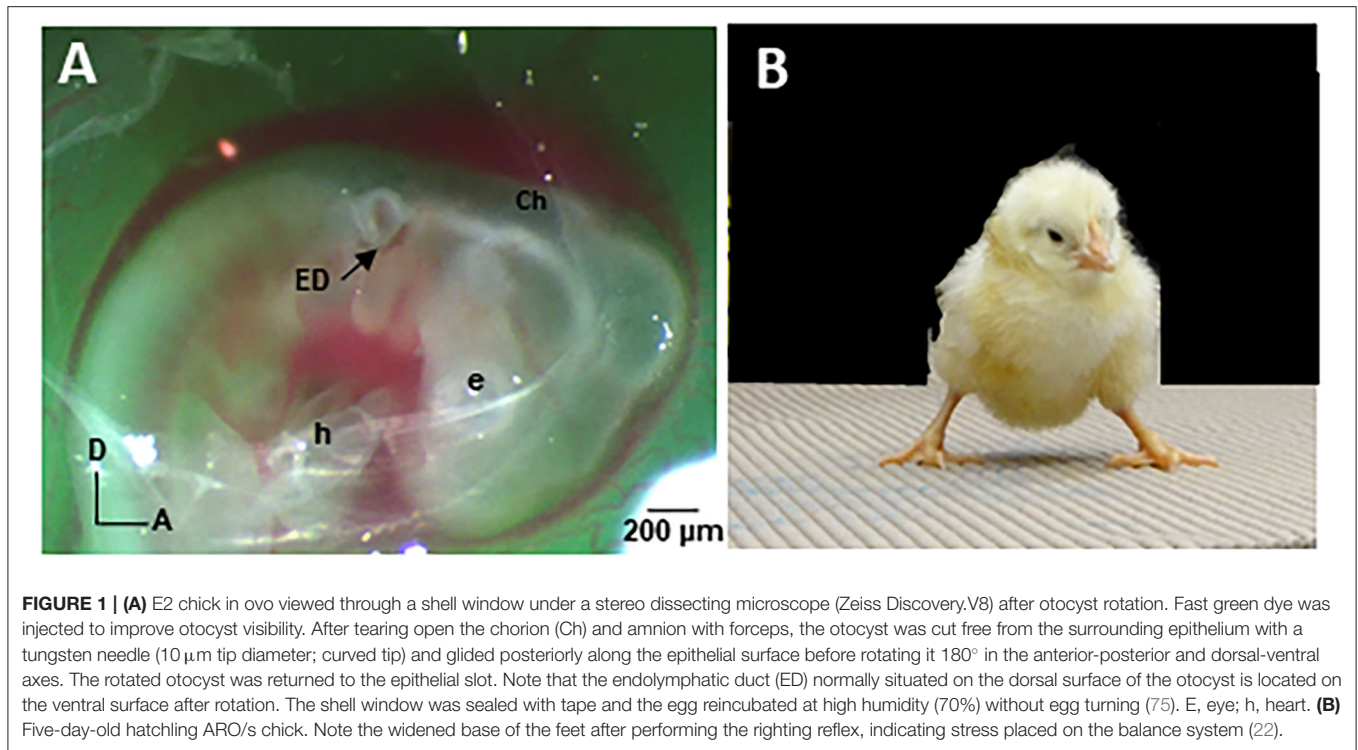 A
B
Ch
ED
e
h
D
A
200 µm
FIGURE 1 | (A) E2 chick in ovo viewed through a shell window under a stereo dissecting microscope (Zeiss Discovery.V8) after otocyst rotation. Fast green dye was
injected to improve otocyst visibility. After tearing open the chorion (Ch) and amnion with forceps, the otocyst was cut free from the surrounding epithelium with a
tungsten needle (10 µm tip diameter; curved tip) and glided posteriorly along the epithelial surface before rotating it 180° in the anterior-posterior and dorsal-ventral
axes. The rotated otocyst was returned to the epithelial slot. Note that the endolymphatic duct (ED) normally situated on the dorsal surface of the otocyst is located on
the ventral surface after rotation. The shell window was sealed with tape and the egg reincubated at high humidity (70%) without egg turning (75). E, eye; h, heart. (B)
Five-day-old hatchling ARO/s chick. Note the widened base of the feet after performing the righting reflex, indicating stress placed on the balance system (22).